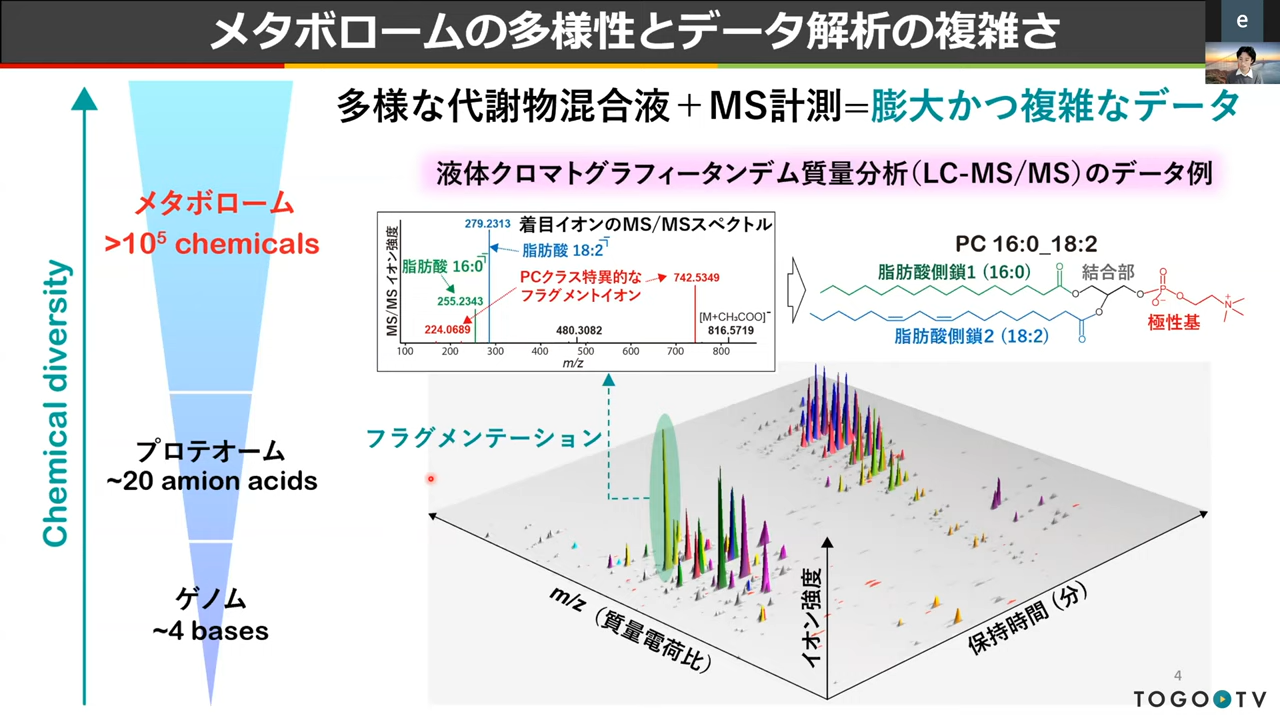 メタボロームの多様性とデータ解析の複雑さ
e
多様な代謝物混合液＋MS計測=膨大かつ複雑なデータ
液体クロマトグラフィータンデム質量分析（LC-MS/MS）のデータ例
Chemical diversity
メタボローム
>10⁵ chemicals
プロテオーム
~20 amion acids
ゲノム
~4 bases
着目イオンのMS/MSスペクトル
MS/MS イオン強度
279.2313
脂肪酸 18:2
脂肪酸 16:0
PCクラス特異的な
フラグメントイオン
742.5349
255.2343
224.0689
480.3082
[M+CH₃COO]⁻
816.5719
100 200 300 400 500 600 700 800
m/z
PC 16:0_18:2
脂肪酸側鎖1（16:0）
結合部
脂肪酸側鎖2（18:2）
極性基
O
O
O
O
O
O
P
O⁻
O
N⁺
フラグメンテーション
m/z（質量電荷比）
イオン強度
保持時間（分）
4
TOGO TV